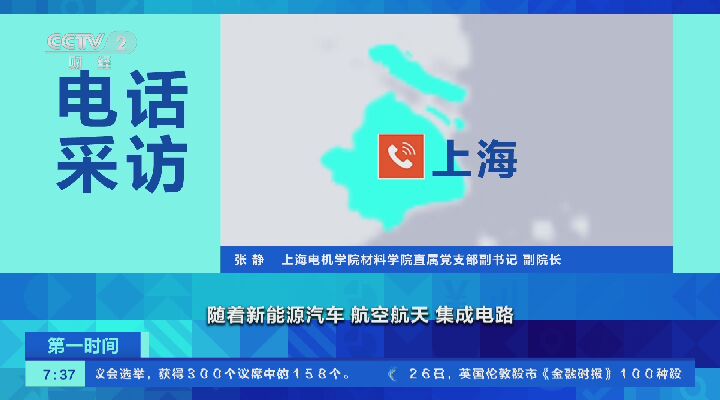 CCTV 2
财经
电话
采访
上海
张静 上海电机学院材料学院直属党支部副书记 副院长
随着新能源汽车 航空航天 集成电路
第一时间
7:37 议会选举，获得300个议席中的158个。 26日，英国伦敦股市《金融时报》100种股